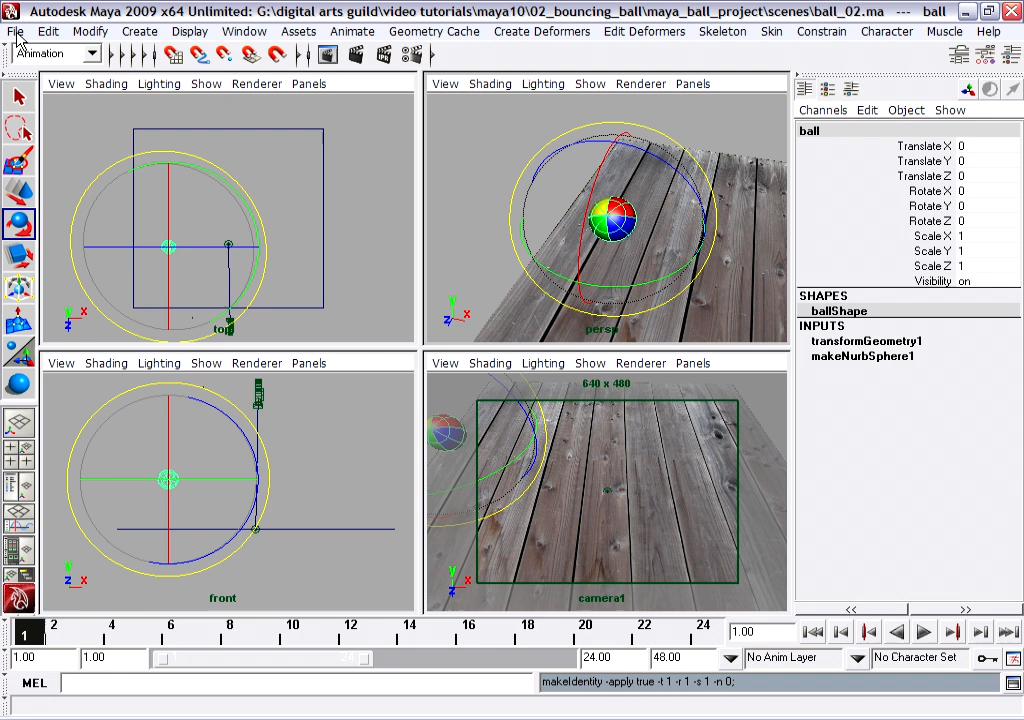 Autodesk Maya 2009 x64 Unlimited: G:\digital arts guild\video tutorials\maya10\02_bouncing_ball\maya_ball_project\scenes\ball_02.ma --- ball
File Edit Modify Create Display Window Assets Animate Geometry Cache Create Deformers Edit Deformers Skeleton Skin Constrain Character Muscle Help
Animation
View Shading Lighting Show Renderer Panels
View Shading Lighting Show Renderer Panels
Channels Edit Object Show
ball
Translate X 0
Translate Y 0
Translate Z 0
Rotate X 0
Rotate Y 0
Rotate Z 0
Scale X 1
Scale Y 1
Scale Z 1
Visibility on
SHAPES
ballShape
INPUTS
transformGeometry1
makeNurbSphere1
y x
z
top
y
z x
persp
View Shading Lighting Show Renderer Panels
View Shading Lighting Show Renderer Panels
640 x 480
y
z x
front
y
z x
camera1
<< >>
1 2 4 6 8 10 12 14 16 18 20 22 24
1.00
1.00 1.00 1 24 24.00 48.00 No Anim Layer No Character Set
MEL makeIdentity -apply true -t 1 -r 1 -s 1 -n 0;